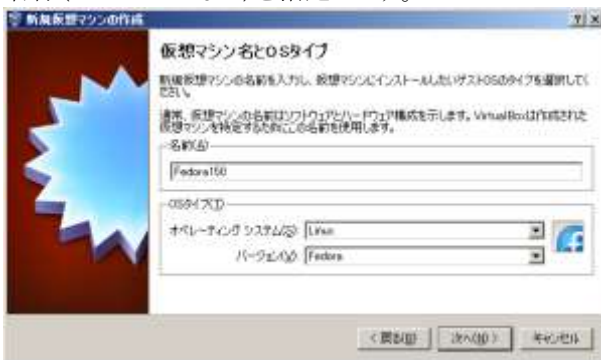 新規仮想マシンの作成
仮想マシン名とOSタイプ
新規仮想マシンの名前を入力し、仮想マシンにインストールしたいゲストOSのタイプを選択してく
ださい。
通常、仮想マシンの名前はソフトウェアとハードウェア構成を示します。VirtualBoxは作成された
仮想マシンを特定するためにこの名前を使用します。
名前(A)
Fedora150
OSタイプ(T)
オペレーティング システム(S): Linux
バージョン(V): Fedora
< 戻る(B)
次へ(N) >
キャンセル